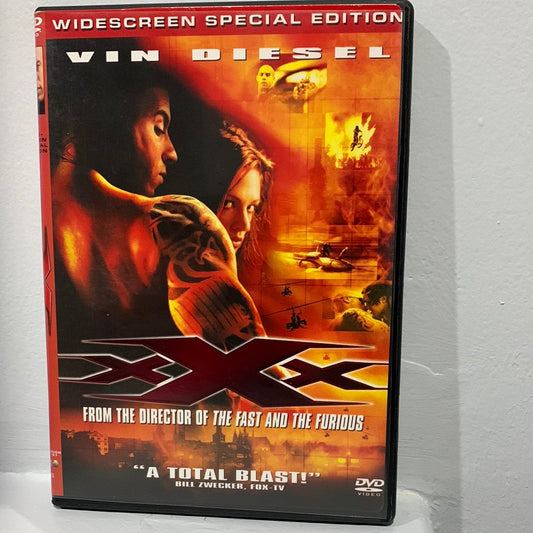 WIDESCREEN SPECIAL EDITION
VIN DIESEL
xXx
FROM THE DIRECTOR OF THE FAST AND THE FURIOUS
"A TOTAL BLAST!"
BILL ZWECKER, FOX-TV
DVD
VIDEO